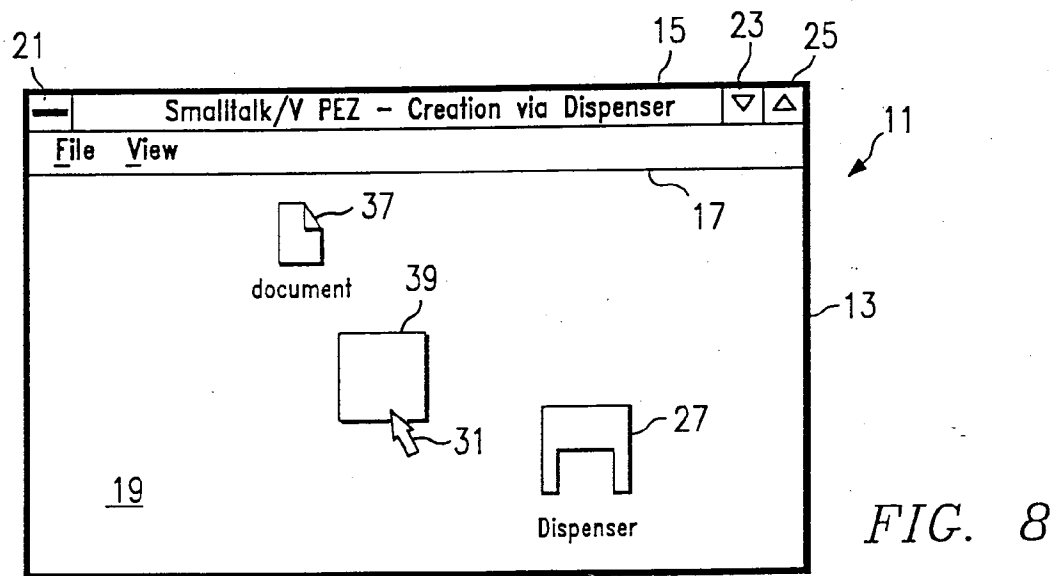 21 15 23 25
Smalltalk/V PEZ - Creation via Dispenser
11
File View
37
17
document
39
13
31
27
19
Dispenser
FIG. 8